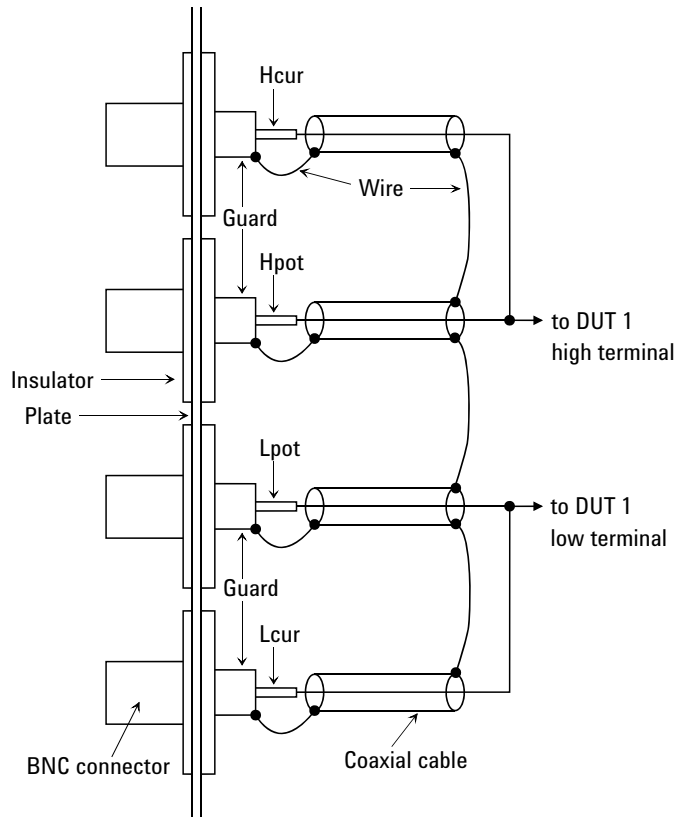 Hcur
Wire
Guard
Hpot
to DUT 1
high terminal
Insulator
Plate
Lpot
to DUT 1
low terminal
Guard
Lcur
BNC connector
Coaxial cable